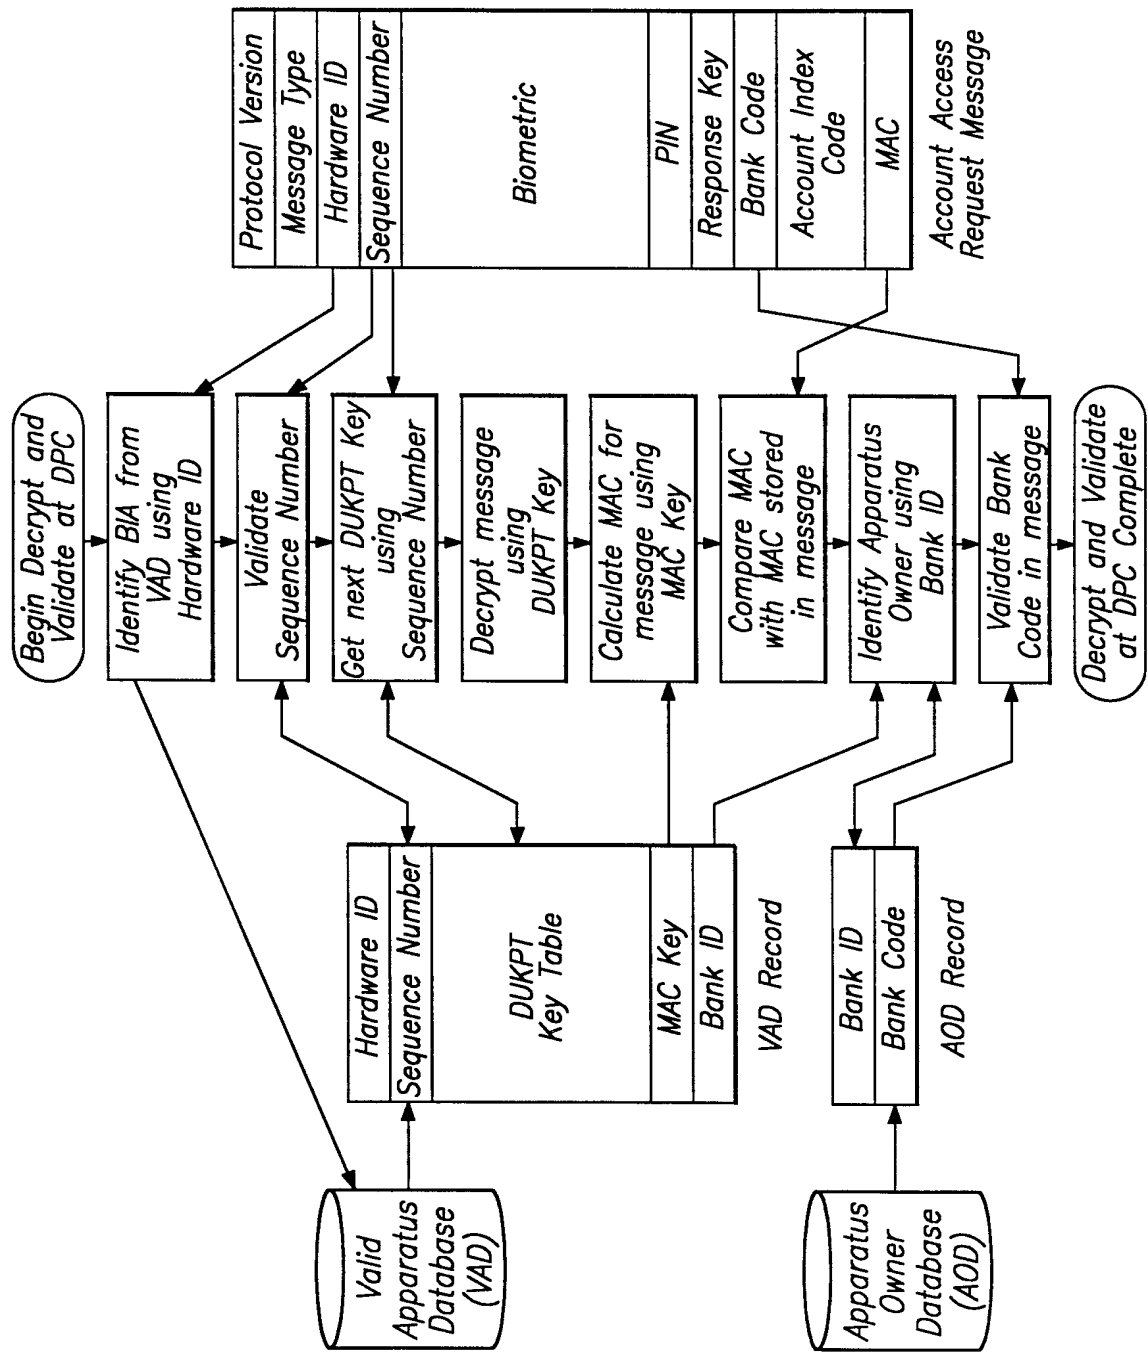 Begin Decrypt and
Validate at DPC
Identify BIA from
VAD using
Hardware ID
Validate
Sequence Number
Get next DUKPT Key
using
Sequence Number
Decrypt message
using
DUKPT Key
Calculate MAC for
message using
MAC Key
Compare MAC
with MAC stored
in message
Identify Apparatus
Owner using
Bank ID
Validate Bank
Code in message
Decrypt and Validate
at DPC Complete
Protocol Version
Message Type
Hardware ID
Sequence Number
Biometric
PIN
Response Key
Bank Code
Account Index
Code
MAC
Account Access
Request Message
Hardware ID
Sequence Number
DUKPT
Key Table
MAC Key
Bank ID
VAD Record
Bank ID
Bank Code
AOD Record
Valid
Apparatus
Database
(VAD)
Apparatus
Owner
Database
(AOD)